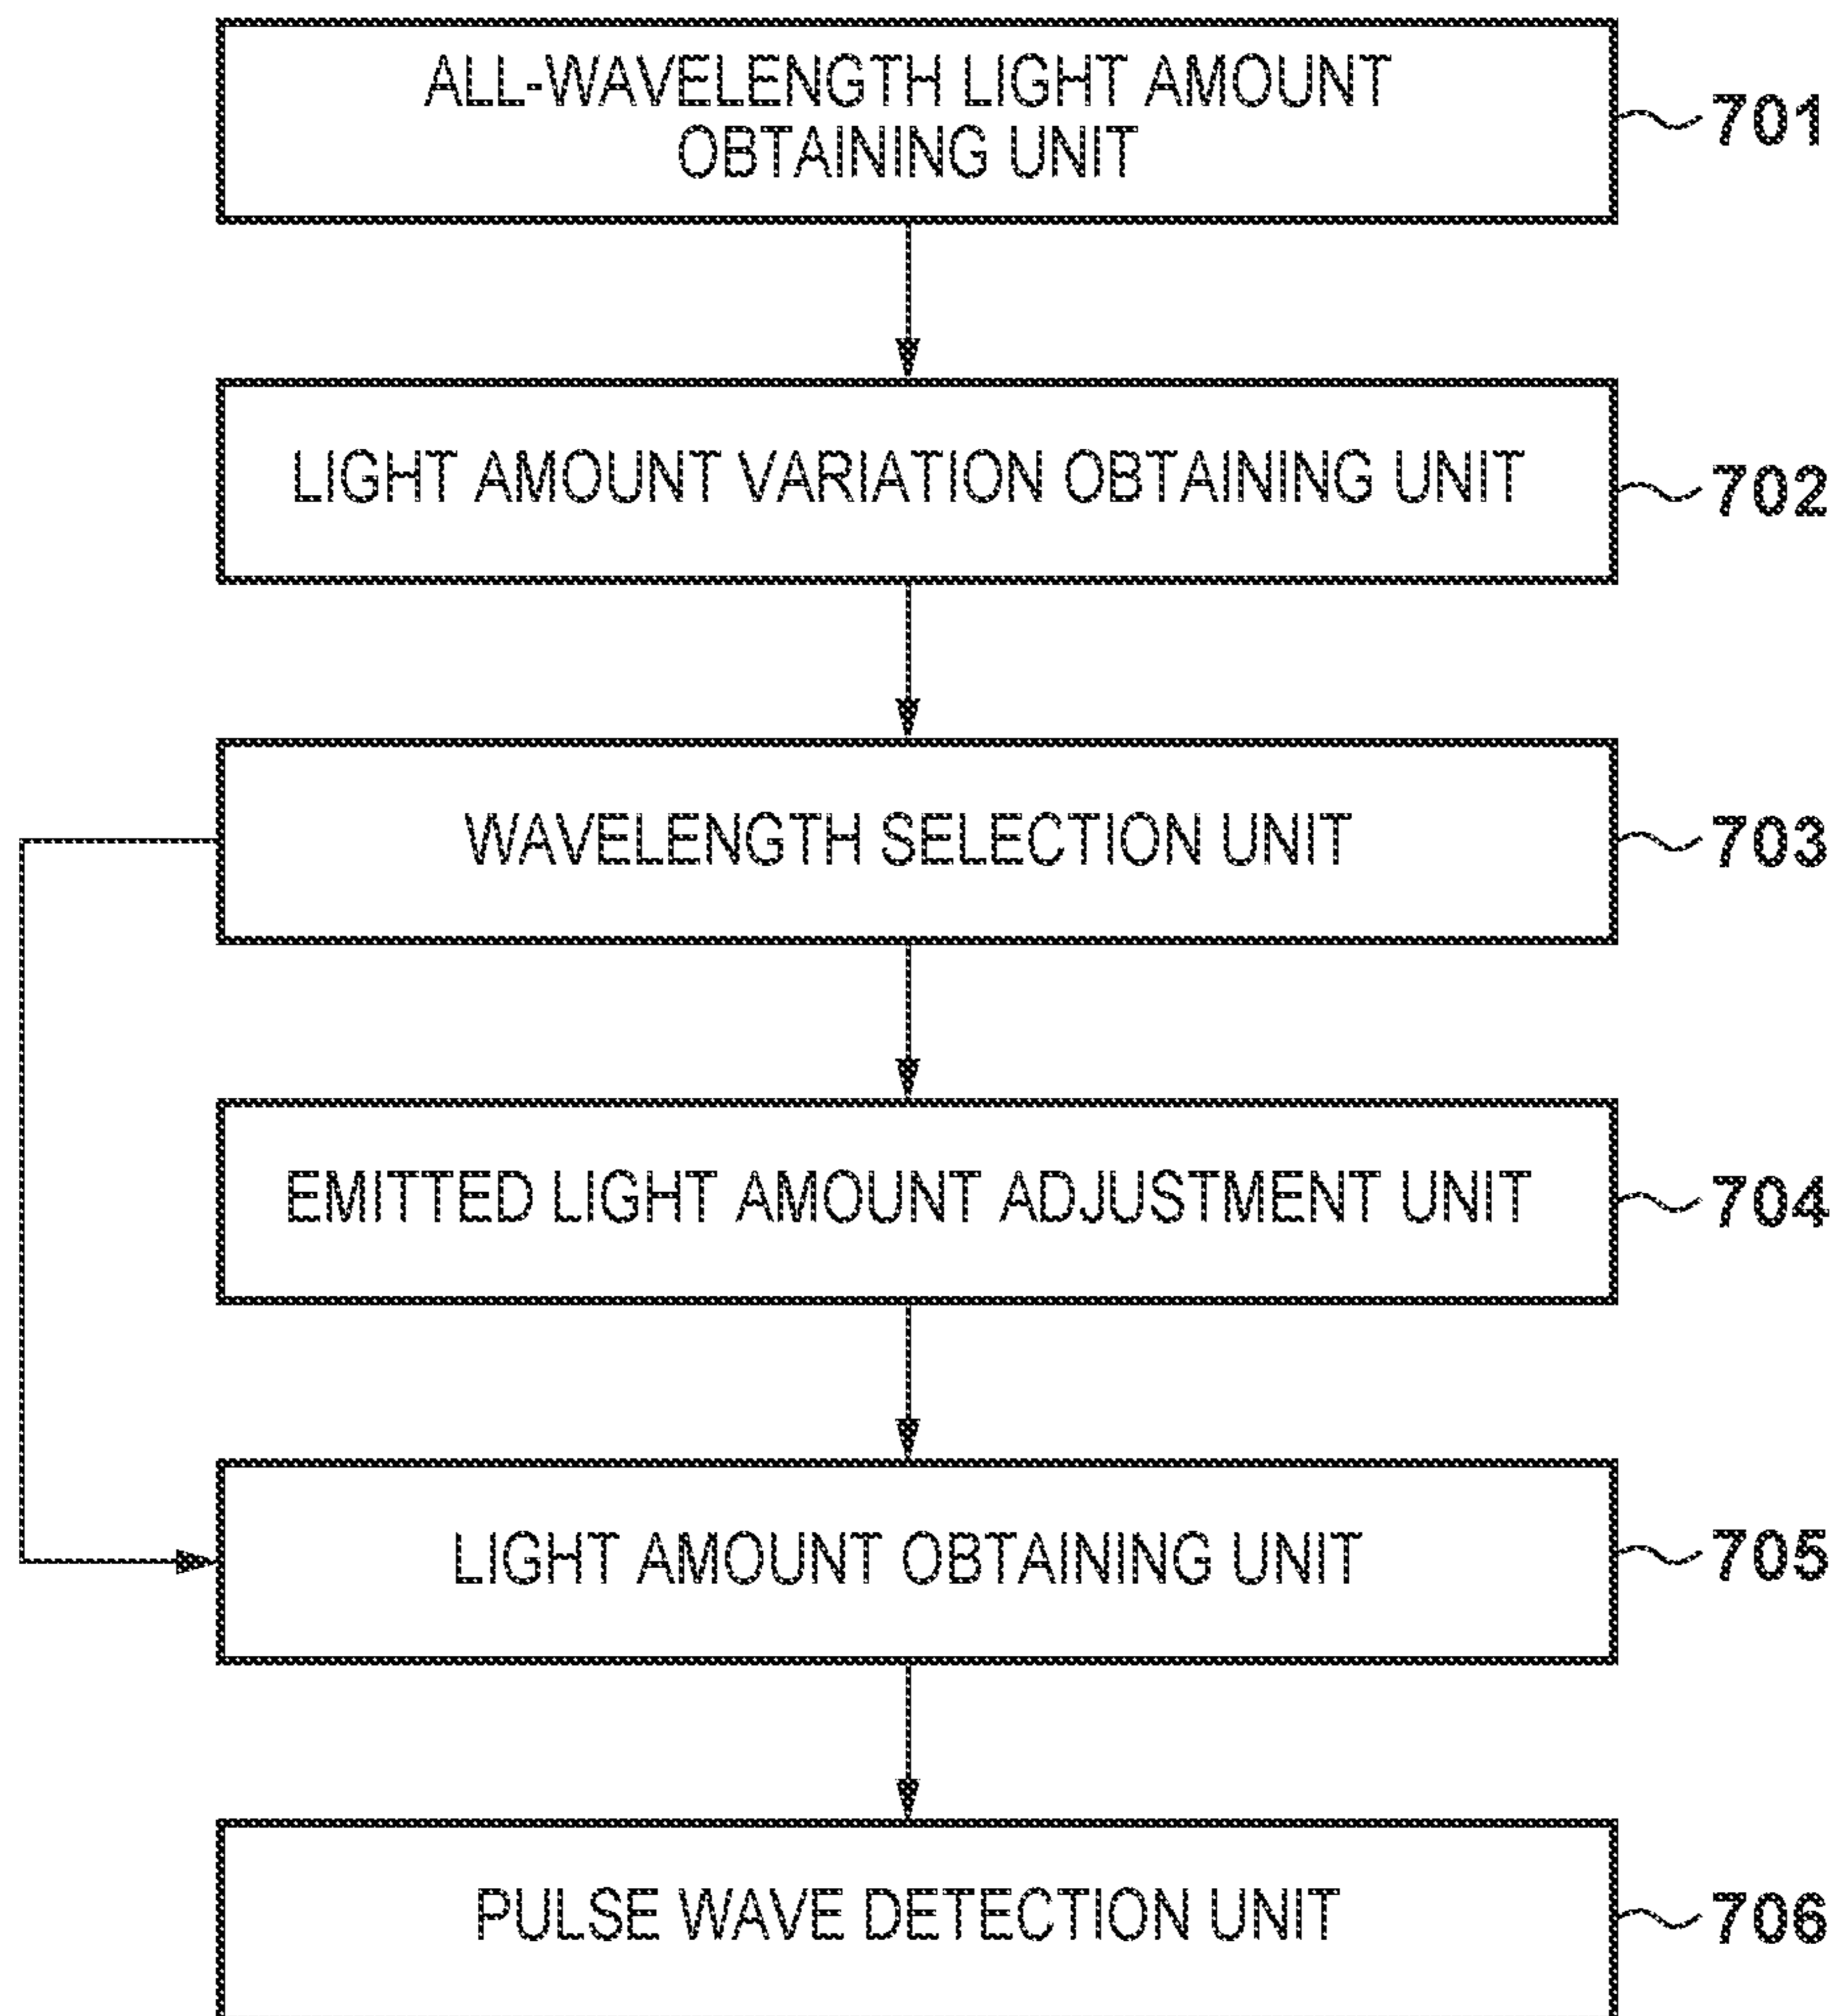 ALL-WAVELENGTH LIGHT AMOUNT
OBTAINING UNIT
701
LIGHT AMOUNT VARIATION OBTAINING UNIT
702
WAVELENGTH SELECTION UNIT
703
EMITTED LIGHT AMOUNT ADJUSTMENT UNIT
704
LIGHT AMOUNT OBTAINING UNIT
705
PULSE WAVE DETECTION UNIT
706